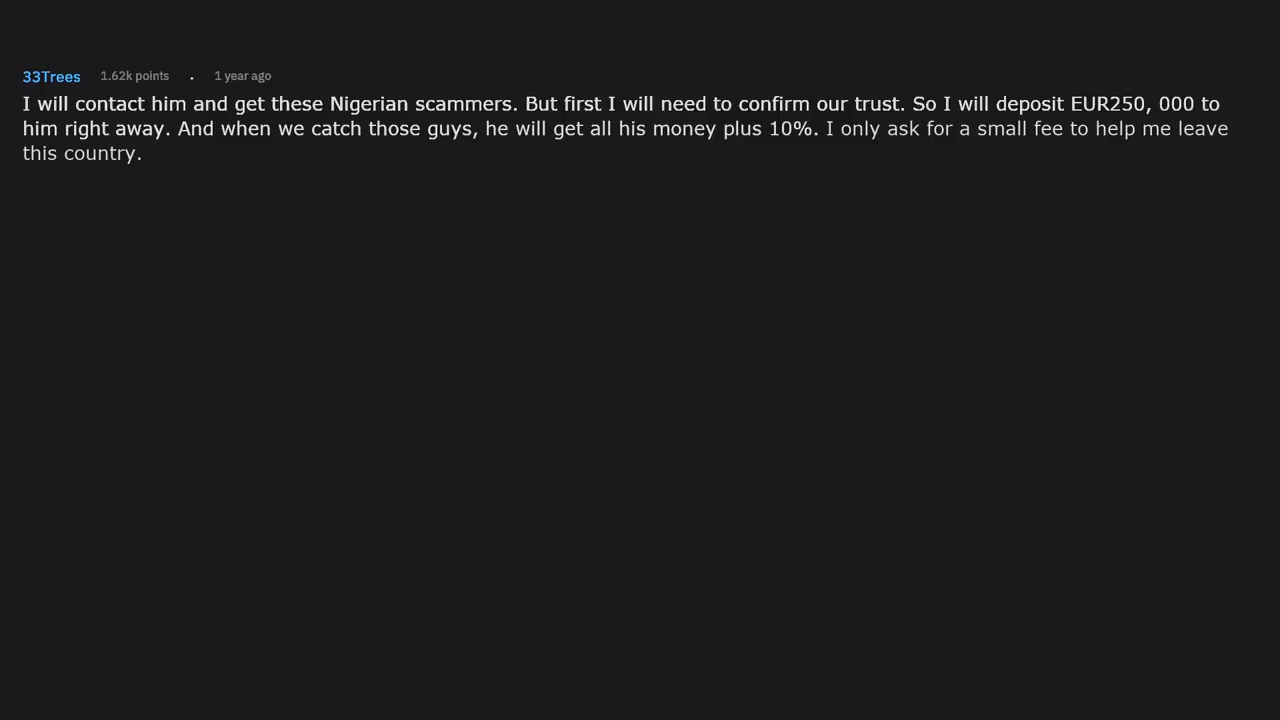 33Trees 1.62k points . 1 year ago
I will contact him and get these Nigerian scammers. But first I will need to confirm our trust. So I will deposit EUR250, 000 to
him right away. And when we catch those guys, he will get all his money plus 10%. I only ask for a small fee to help me leave
this country.